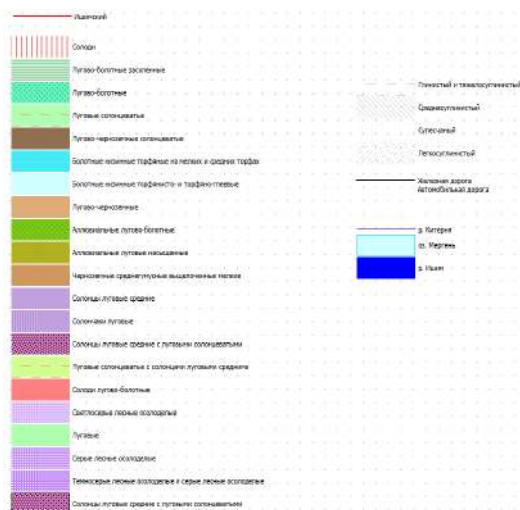 Ишимский
Солоди
Лугово-болотные засоленные
Лугово-болотные
Луговые солонцеватые
Лугово-черноземные солонцеватые
Болотные низинные торфяные на мелких и средних торфах
Болотные низинные торфянисто- и торфяно-глеевые
Лугово-черноземные
Аллювиальные лугово-болотные
Аллювиальные луговые насыщенные
Черноземные среднегумусные выщелоченные мелкие
Солонцы луговые средние
Солончаки луговые
Солонцы луговые средние с луговыми солонцеватыми
Луговые солонцеватые с солонцами луговыми средними
Солоди лугово-болотные
Светлосерые лесные осолоделые
Луговые
Серые лесные осолоделые
Темносерые лесные осолоделые и серые лесные осолоделые
Солонцы луговые средние с луговыми солонцеватыми
Глинистый и тяжелосуглинистый
Среднесуглинистый
Супесчаный
Легкосуглинистый
Железная дорога
Автомобильная дорога
р. Китерня
оз. Мергень
р. Ишим